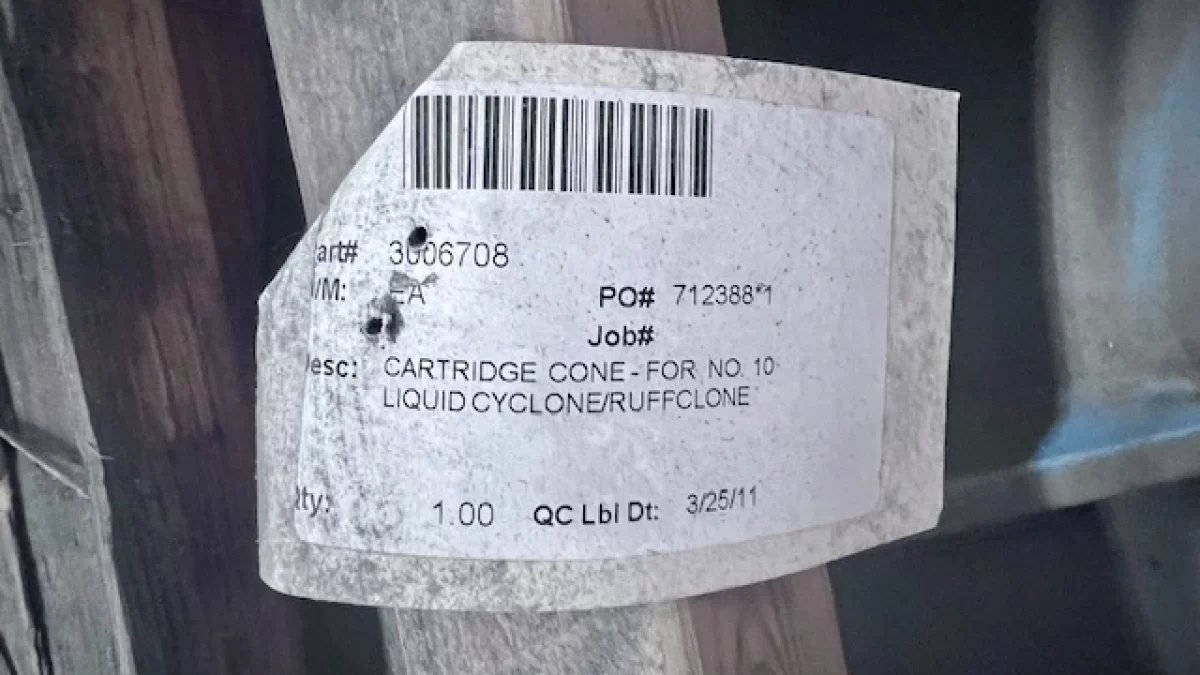 art# 3006708
/M: EA PO# 712388*1
Job#
esc: CARTRIDGE CONE - FOR NO. 10
LIQUID CYCLONE/RUFFCLONE
ty: 1.00 QC Lbl Dt: 3/25/11